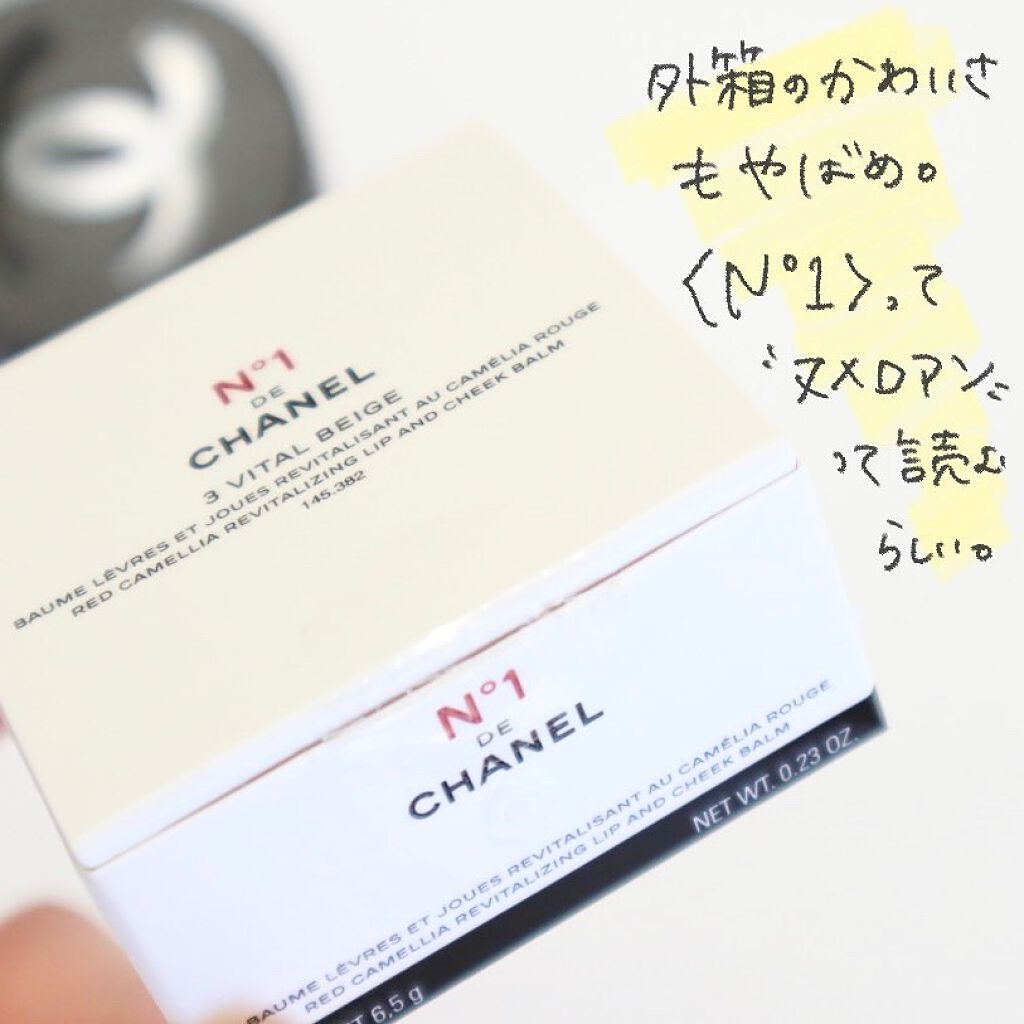 外箱のかわいさ
もやばめ。
〈N°1〉って
"ヌメロアン"
って読む
らしい。
N°1
DE
CHANEL
3 VITAL BEIGE
BAUME LÈVRES ET JOUES REVITALISANT AU CAMÉLIA ROUGE
RED CAMELLIA REVITALIZING LIP AND CHEEK BALM
145.382
N°1
DE
CHANEL
BAUME LÈVRES ET JOUES REVITALISANT AU CAMÉLIA ROUGE
RED CAMELLIA REVITALIZING LIP AND CHEEK BALM
6,5 g NET WT. 0.23 OZ.